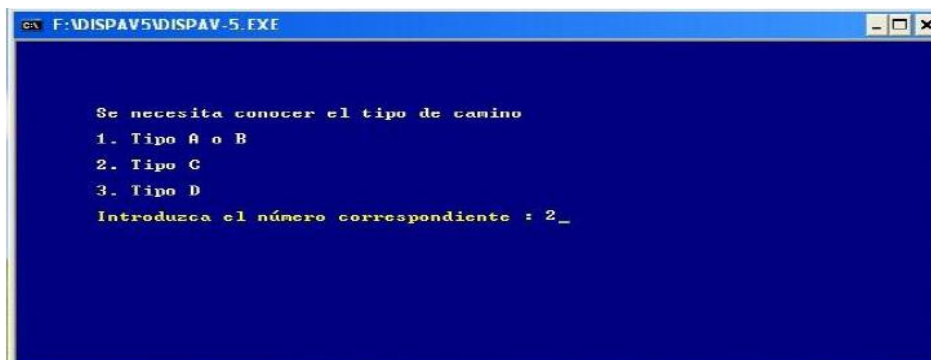 F:\DISPAV5\DISPAV-5.EXE
Se necesita conocer el tipo de camino
1. Tipo A o B
2. Tipo C
3. Tipo D
Introduzca el número correspondiente : 2_